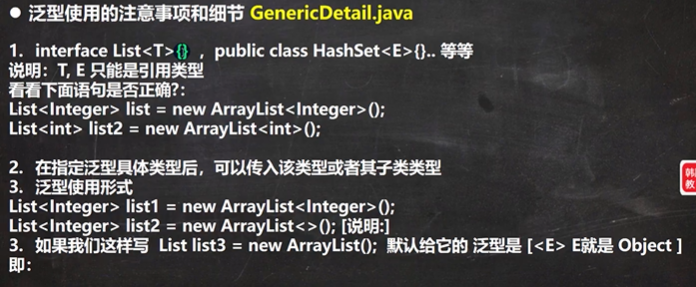 ● 泛型使用的注意事项和细节 GenericDetail.java
1. interface List<T>{} , public class HashSet<E>{}.. 等等
说明: T, E 只能是引用类型
看看下面语句是否正确?:
List<Integer> list = new ArrayList<Integer>();
List<int> list2 = new ArrayList<int>();
2. 在指定泛型具体类型后，可以传入该类型或者其子类类型
3. 泛型使用形式
List<Integer> list1 = new ArrayList<Integer>();
List<Integer> list2 = new ArrayList<>(); [说明:]
3. 如果我们这样写 List list3 = new ArrayList(); 默认给它的 泛型是 [<E> E就是 Object ]
即:
韩
教